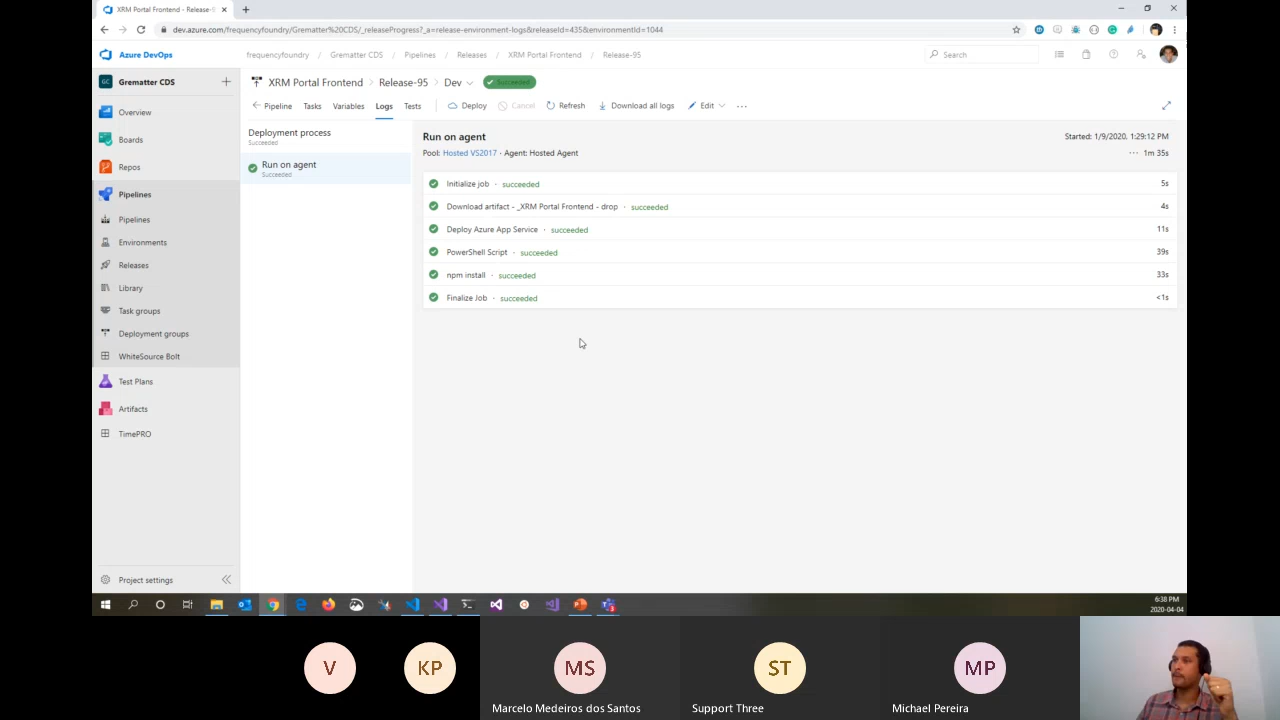 XRM Portal Frontend - Release-9
dev.azure.com/frequencyfoundry/Grematter%20CDS/_releaseProgress?_a=release-environment-logs&releaseId=435&environmentId=1044
Azure DevOps
frequencyfoundry / Grematter CDS / Pipelines / Releases / XRM Portal Frontend / Release-95
Search
GC Grematter CDS
XRM Portal Frontend > Release-95 > Dev Succeeded
Pipeline Tasks Variables Logs Tests Deploy Cancel Refresh Download all logs Edit
Overview
Boards
Repos
Pipelines
Pipelines
Environments
Releases
Library
Task groups
Deployment groups
WhiteSource Bolt
Test Plans
Artifacts
TimePRO
Project settings
Deployment process
Succeeded
Run on agent
Succeeded
Run on agent
Started: 1/9/2020, 1:29:12 PM
Pool: Hosted VS2017 · Agent: Hosted Agent
··· 1m 35s
Initialize job · succeeded 5s
Download artifact - _XRM Portal Frontend - drop · succeeded 4s
Deploy Azure App Service · succeeded 11s
PowerShell Script · succeeded 39s
npm install · succeeded 33s
Finalize Job · succeeded <1s
6:38 PM
2020-04-04
V
KP
MS
ST
MP
Marcelo Medeiros dos Santos
Support Three
Michael Pereira